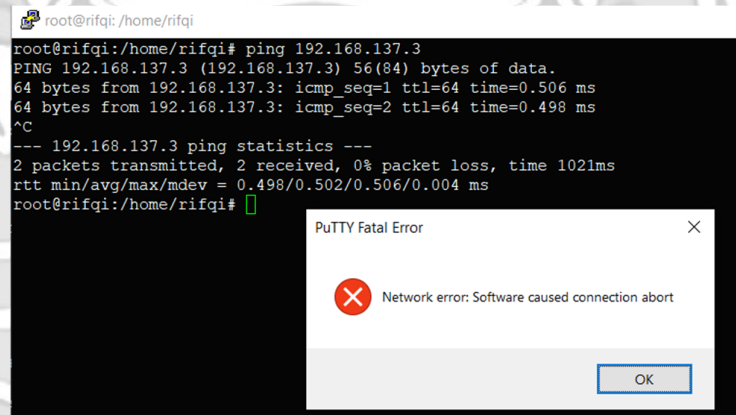 root@rifqi: /home/rifqi
root@rifqi:/home/rifqi# ping 192.168.137.3
PING 192.168.137.3 (192.168.137.3) 56(84) bytes of data.
64 bytes from 192.168.137.3: icmp_seq=1 ttl=64 time=0.506 ms
64 bytes from 192.168.137.3: icmp_seq=2 ttl=64 time=0.498 ms
^C
--- 192.168.137.3 ping statistics ---
2 packets transmitted, 2 received, 0% packet loss, time 1021ms
rtt min/avg/max/mdev = 0.498/0.502/0.506/0.004 ms
root@rifqi:/home/rifqi#
PuTTY Fatal Error
Network error: Software caused connection abort
OK